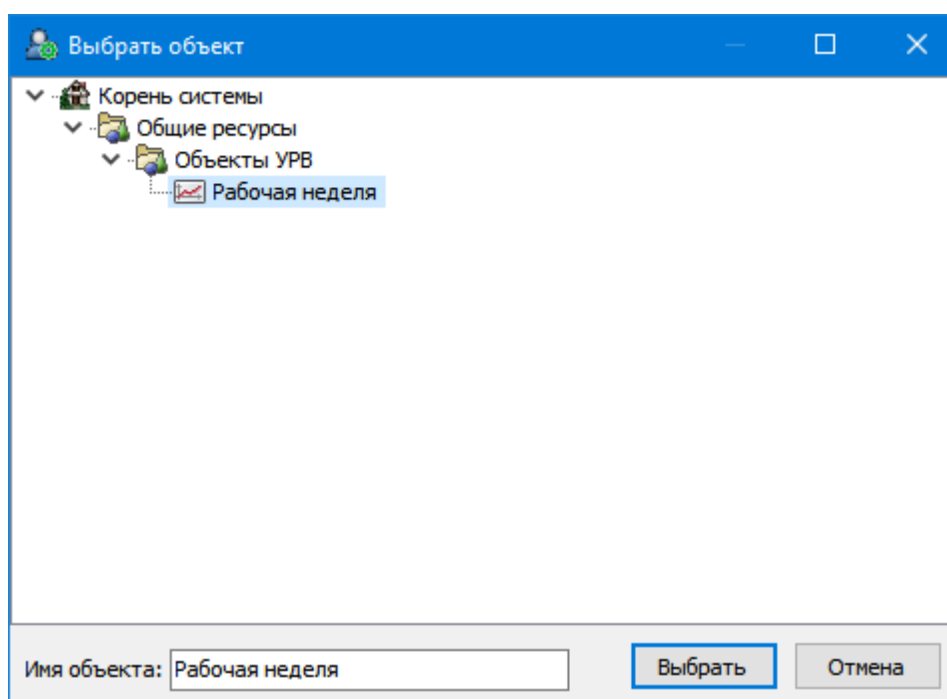 Выбрать объект
Корень системы
Общие ресурсы
Объекты УРВ
Рабочая неделя
Имя объекта: Рабочая неделя Выбрать Отмена